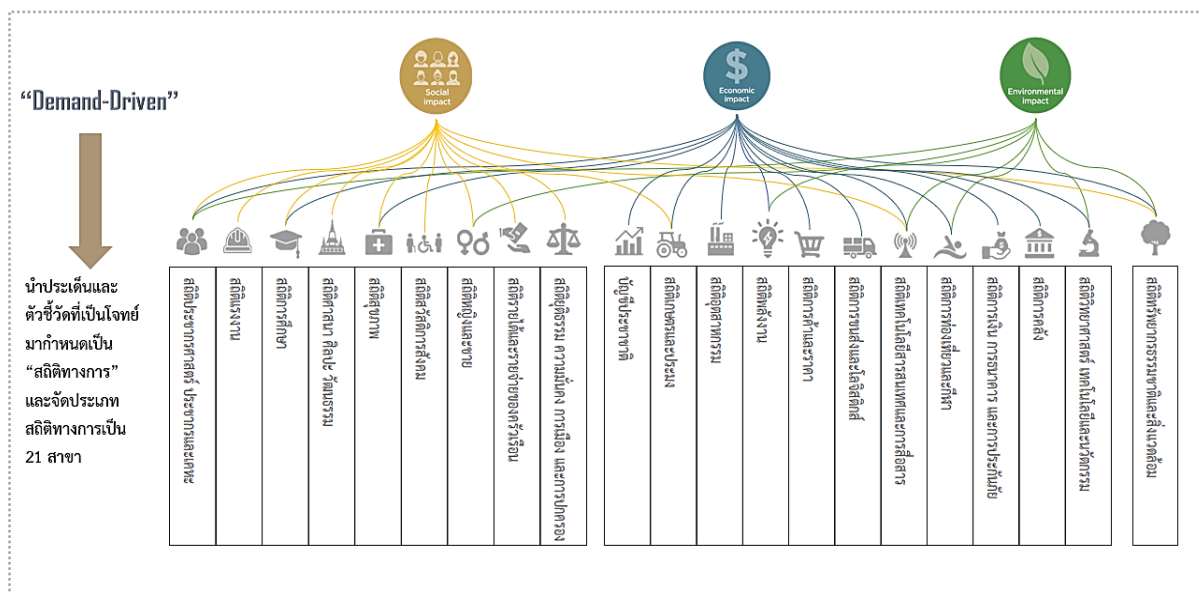 Social
impact
Economic
impact
Environmental
impact
“Demand-Driven”
นำประเด็นและ
ตัวชี้วัดที่เป็นโจทย์
มากำหนดเป็น
“สถิติทางการ”
และจัดประเภท
สถิติทางการเป็น
21 สาขา
สถิติประชากรศาสตร์ ประชากรและเคหะ
สถิติแรงงาน
สถิติการศึกษา
สถิติศาสนา ศิลปะ วัฒนธรรม
สถิติสุขภาพ
สถิติสวัสดิการสังคม
สถิติหญิงและชาย
สถิติรายได้และรายจ่ายของครัวเรือน
สถิติยุติธรรม ความมั่นคง การเมือง และการปกครอง
บัญชีประชาชาติ
สถิติเกษตรและประมง
สถิติอุตสาหกรรม
สถิติพลังงาน
สถิติการค้าและราคา
สถิติการขนส่งและโลจิสติกส์
สถิติเทคโนโลยีสารสนเทศและการสื่อสาร
สถิติการท่องเที่ยวและกีฬา
สถิติการเงิน การธนาคาร และการประกันภัย
สถิติการคลัง
สถิติวิทยาศาสตร์ เทคโนโลยีและนวัตกรรม
สถิติทรัพยากรธรรมชาติและสิ่งแวดล้อม